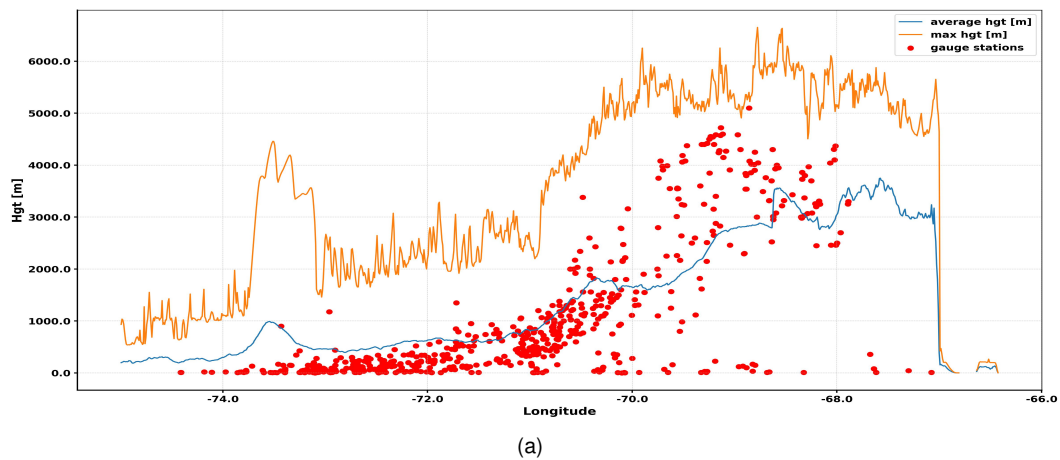 average hgt [m]
max hgt [m]
gauge stations
6000.0
5000.0
4000.0
3000.0
2000.0
1000.0
0.0
Hgt [m]
-74.0 -72.0 -70.0 -68.0 -66.0
Longitude
(a)